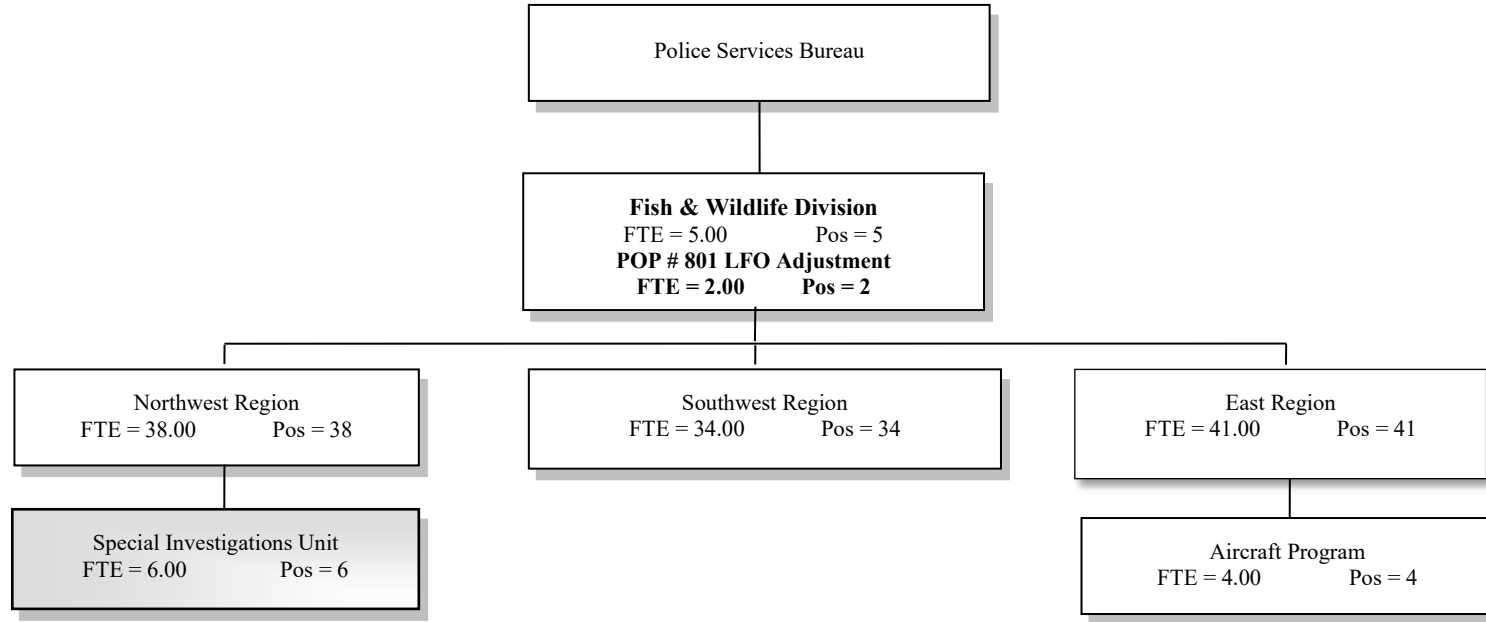 Police Services Bureau
Fish & Wildlife Division
FTE = 5.00 Pos = 5
POP # 801 LFO Adjustment
FTE = 2.00 Pos = 2
Northwest Region
FTE = 38.00 Pos = 38
Southwest Region
FTE = 34.00 Pos = 34
East Region
FTE = 41.00 Pos = 41
Special Investigations Unit
FTE = 6.00 Pos = 6
Aircraft Program
FTE = 4.00 Pos = 4